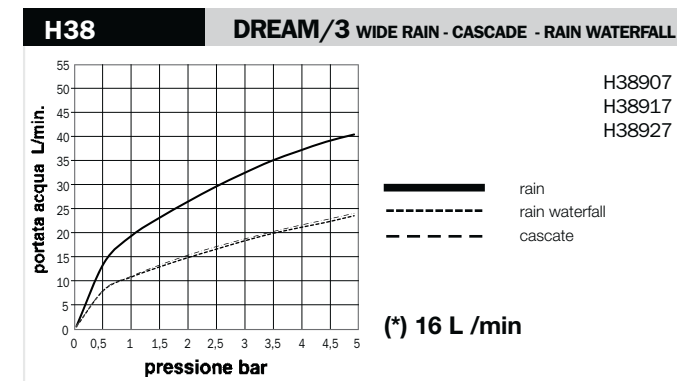 H38
DREAM/3 WIDE RAIN - CASCADE - RAIN WATERFALL
H38907
H38917
H38927
portata acqua L/min.
55
50
45
40
35
30
25
20
15
10
5
0
0 0,5 1 1,5 2 2,5 3 3,5 4 4,5 5
pressione bar
rain
rain waterfall
cascate
(*) 16 L /min